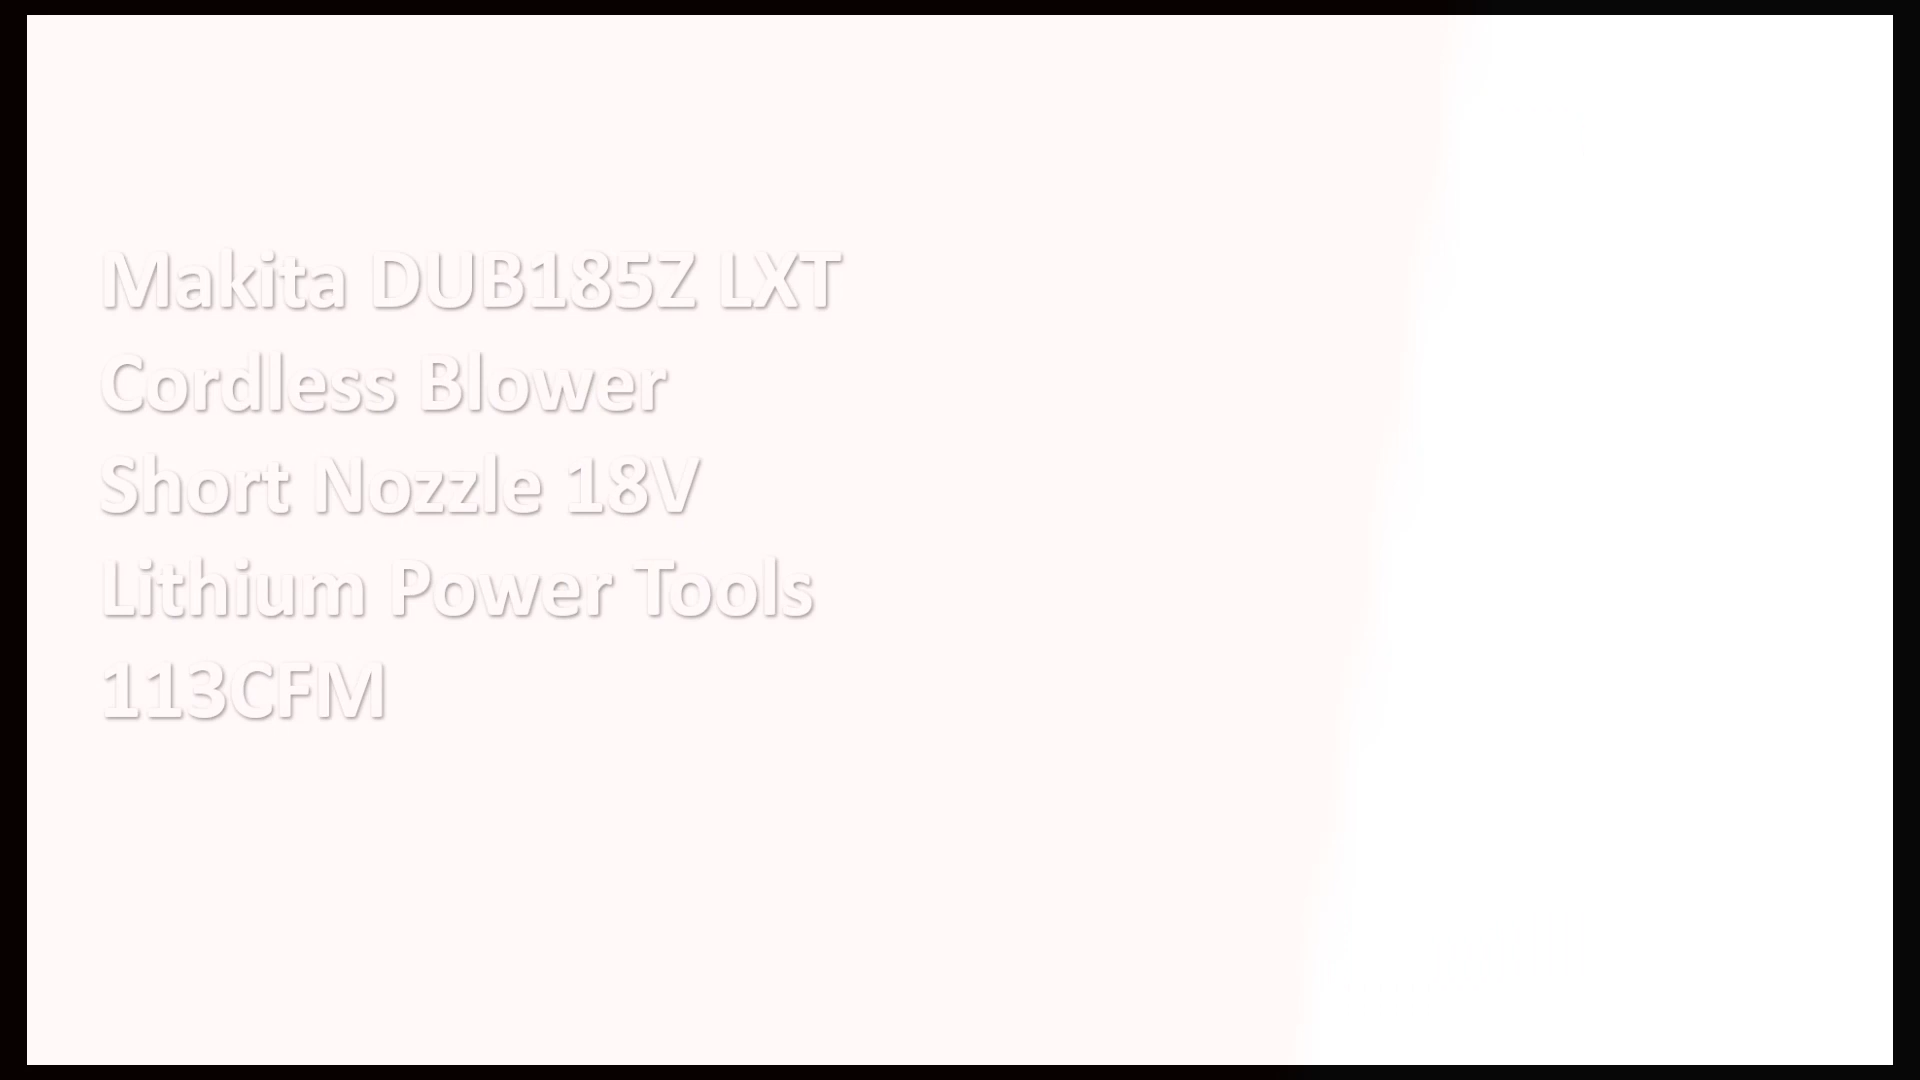 Makita DUB185Z LXT
Cordless Blower
Short Nozzle 18V
Lithium Power Tools
113CFM